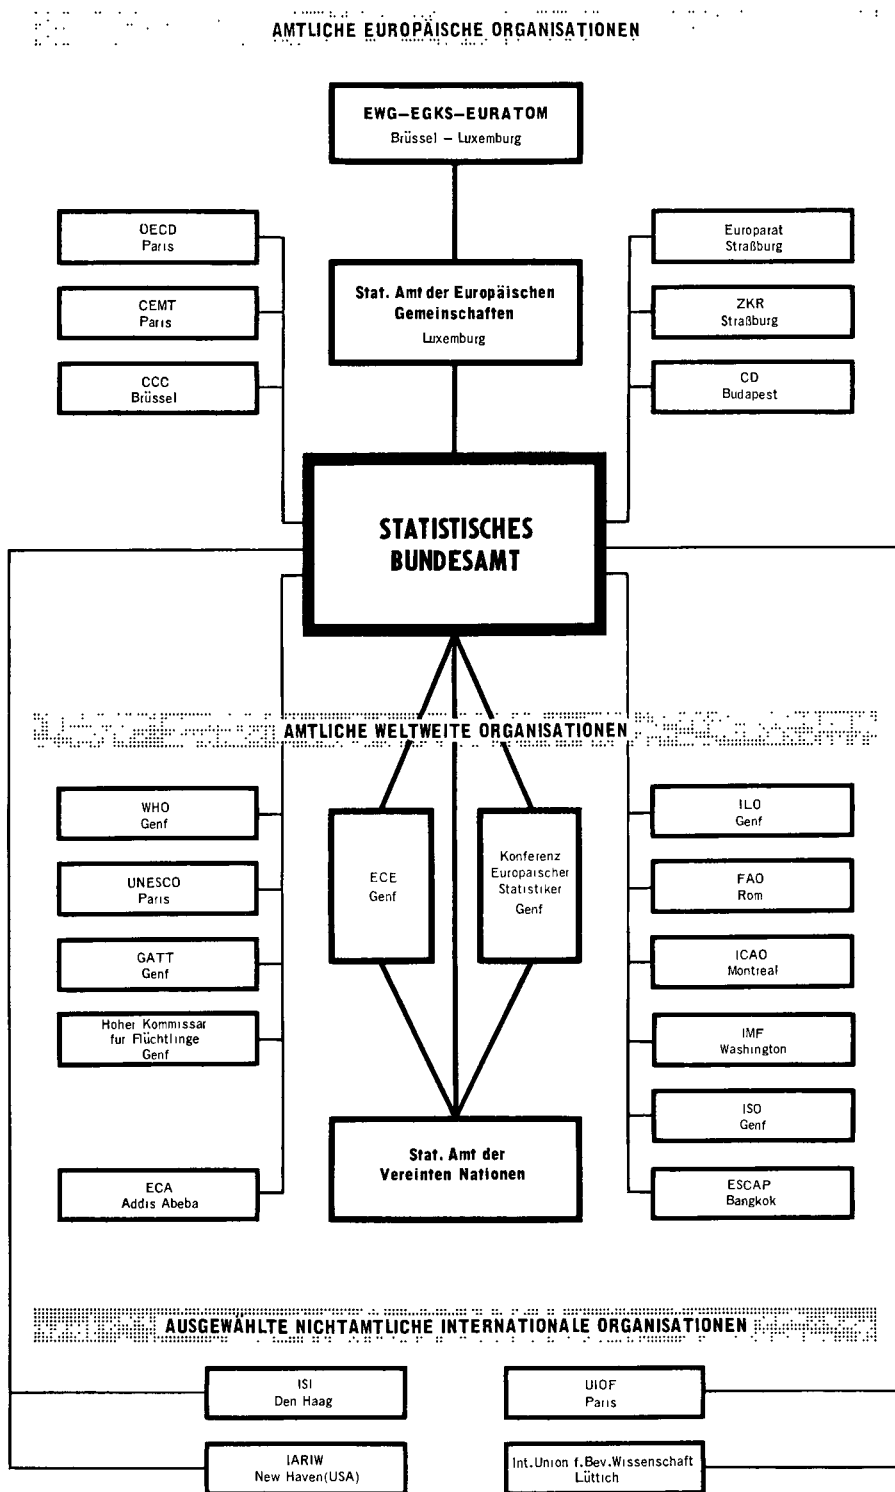 AMTLICHE EUROPÄISCHE ORGANISATIONEN
EWG–EGKS–EURATOM
Brüssel – Luxemburg
OECD
Paris
CEMT
Paris
CCC
Brüssel
Stat. Amt der Europäischen
Gemeinschaften
Luxemburg
Europarat
Straßburg
ZKR
Straßburg
CD
Budapest
STATISTISCHES
BUNDESAMT
AMTLICHE WELTWEITE ORGANISATIONEN
WHO
Genf
UNESCO
Paris
GATT
Genf
Hoher Kommissar
fur Flüchtlinge
Genf
ECA
Addis Abeba
ECE
Genf
Konferenz
Europaischer
Statistiker
Genf
Stat. Amt der
Vereinten Nationen
ILO
Genf
FAO
Rom
ICAO
Montreal
IMF
Washington
ISO
Genf
ESCAP
Bangkok
AUSGEWÄHLTE NICHTAMTLICHE INTERNATIONALE ORGANISATIONEN
ISI
Den Haag
UIOF
Paris
IARIW
New Haven(USA)
Int.Union f.Bev.Wissenschaft
Lüttich